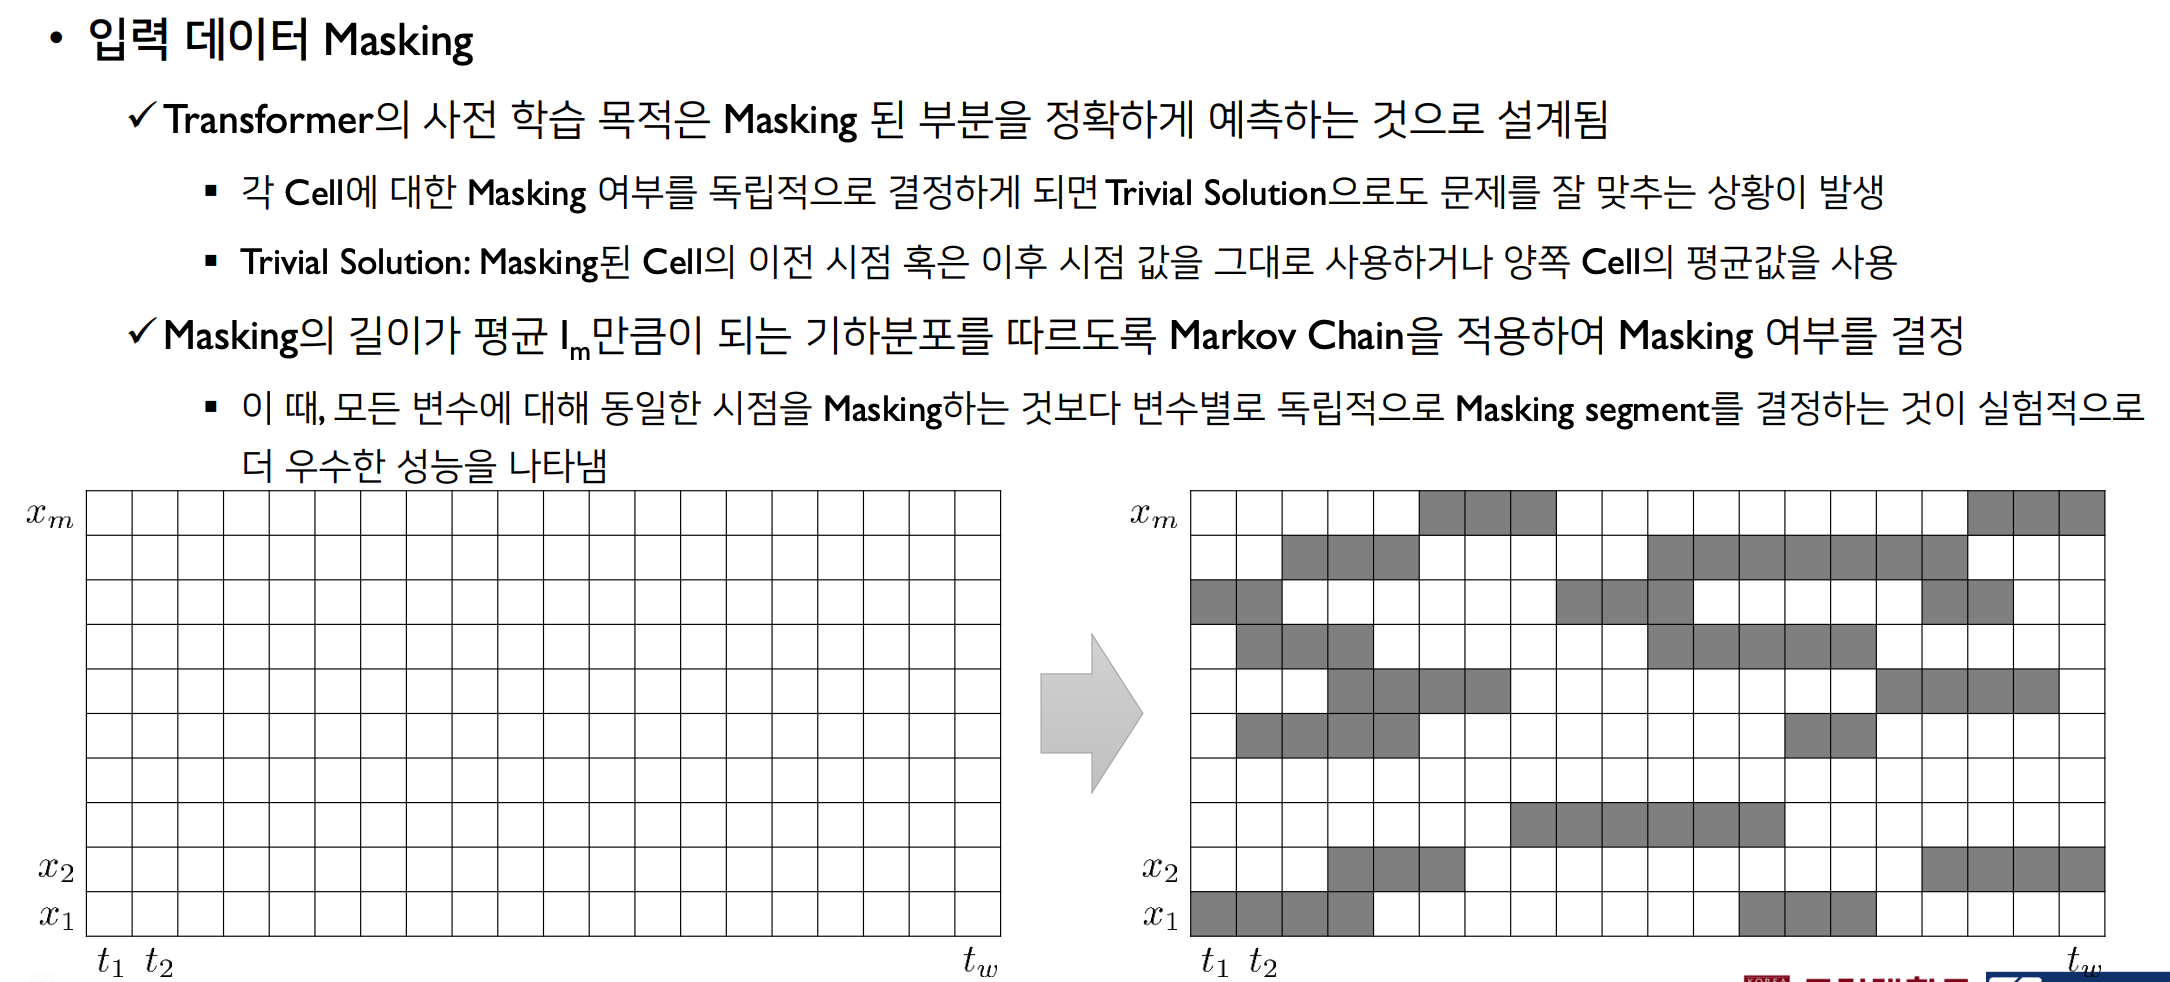 • 입력 데이터 Masking
✓ Transformer의 사전 학습 목적은 Masking 된 부분을 정확하게 예측하는 것으로 설계됨
▪ 각 Cell에 대한 Masking 여부를 독립적으로 결정하게 되면 Trivial Solution으로도 문제를 잘 맞추는 상황이 발생
▪ Trivial Solution: Masking된 Cell의 이전 시점 혹은 이후 시점 값을 그대로 사용하거나 양쪽 Cell의 평균값을 사용
✓ Masking의 길이가 평균 lₘ만큼이 되는 기하분포를 따르도록 Markov Chain을 적용하여 Masking 여부를 결정
▪ 이 때, 모든 변수에 대해 동일한 시점을 Masking하는 것보다 변수별로 독립적으로 Masking segment를 결정하는 것이 실험적으로
더 우수한 성능을 나타냄
xₘ
x₂
x₁
t₁ t₂ t_w
xₘ
x₂
x₁
t₁ t₂ t_w
KOREA